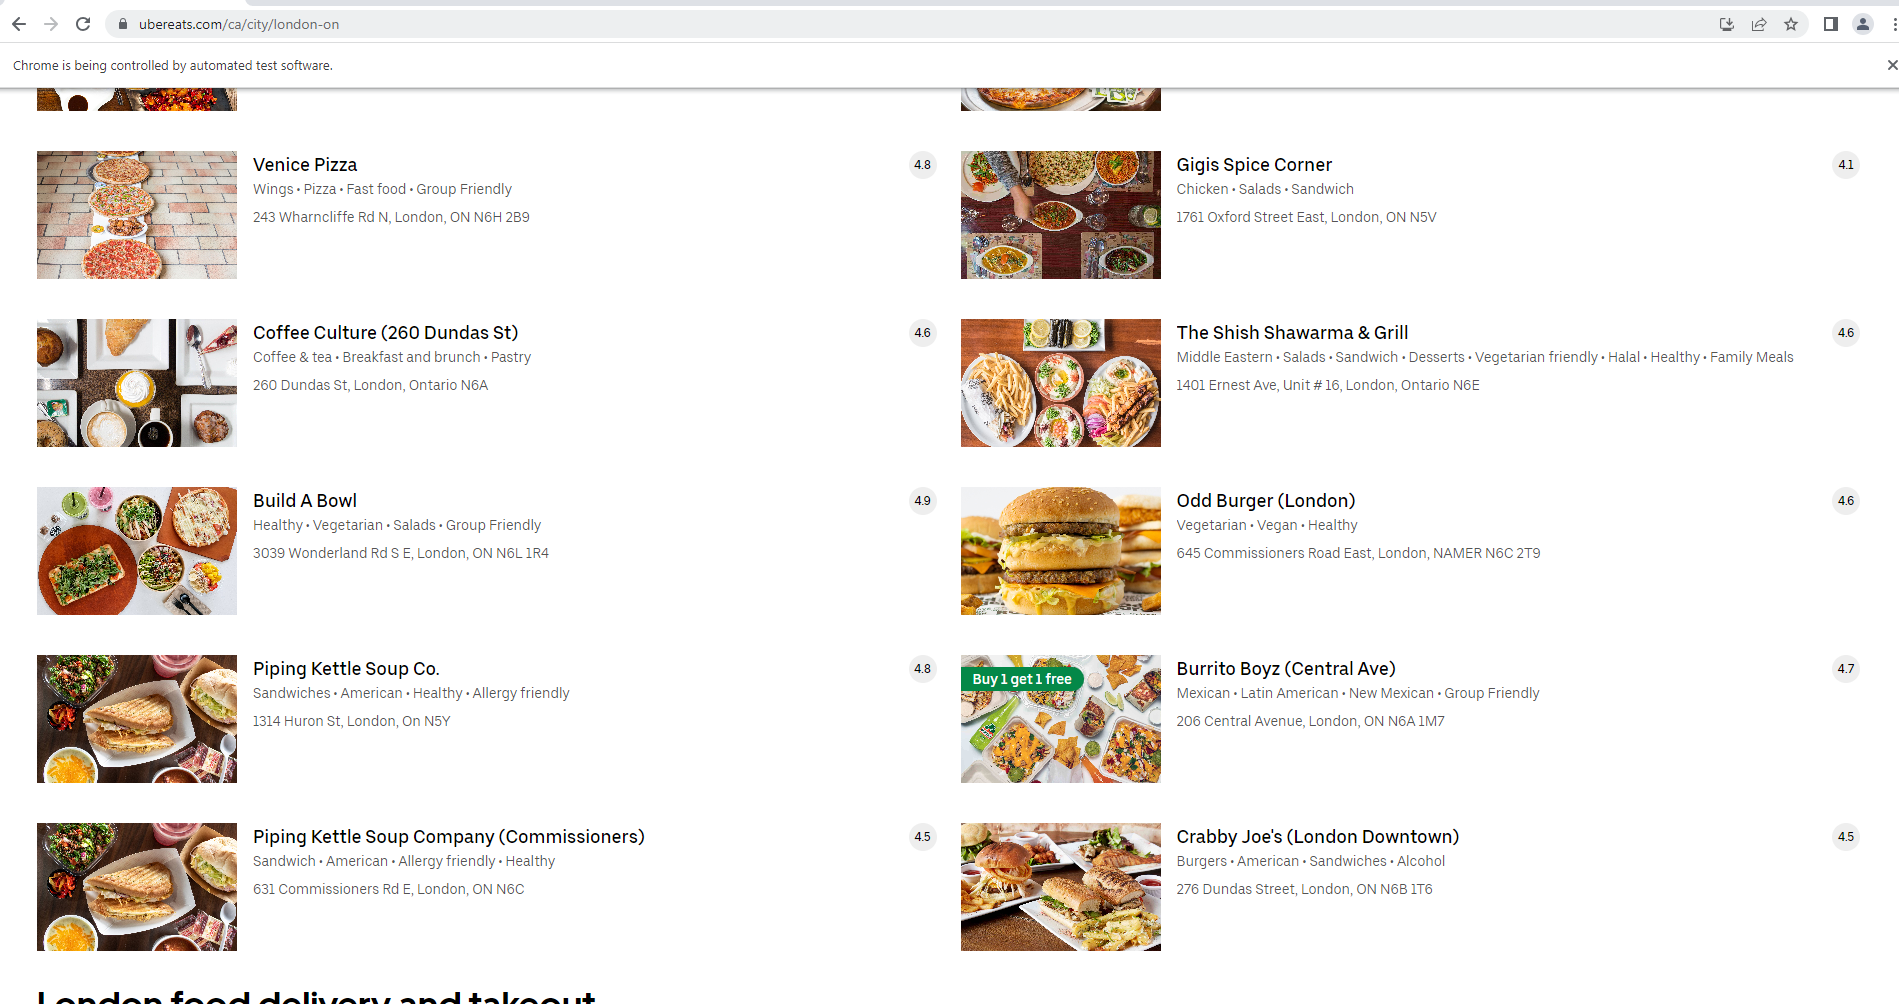 ubereats.com/ca/city/london-on
Chrome is being controlled by automated test software.
Venice Pizza
4.8
Wings • Pizza • Fast food • Group Friendly
243 Wharncliffe Rd N, London, ON N6H 2B9
Gigis Spice Corner
4.1
Chicken • Salads • Sandwich
1761 Oxford Street East, London, ON N5V
Coffee Culture (260 Dundas St)
4.6
Coffee & tea • Breakfast and brunch • Pastry
260 Dundas St, London, Ontario N6A
The Shish Shawarma & Grill
4.6
Middle Eastern • Salads • Sandwich • Desserts • Vegetarian friendly • Halal • Healthy • Family Meals
1401 Ernest Ave, Unit # 16, London, Ontario N6E
Build A Bowl
4.9
Healthy • Vegetarian • Salads • Group Friendly
3039 Wonderland Rd S E, London, ON N6L 1R4
Odd Burger (London)
4.6
Vegetarian • Vegan • Healthy
645 Commissioners Road East, London, NAMER N6C 2T9
Piping Kettle Soup Co.
4.8
Sandwiches • American • Healthy • Allergy friendly
1314 Huron St, London, On N5Y
Buy 1 get 1 free
Burrito Boyz (Central Ave)
4.7
Mexican • Latin American • New Mexican • Group Friendly
206 Central Avenue, London, ON N6A 1M7
Piping Kettle Soup Company (Commissioners)
4.5
Sandwich • American • Allergy friendly • Healthy
631 Commissioners Rd E, London, ON N6C
Crabby Joe's (London Downtown)
4.5
Burgers • American • Sandwiches • Alcohol
276 Dundas Street, London, ON N6B 1T6
London food delivery and takeout